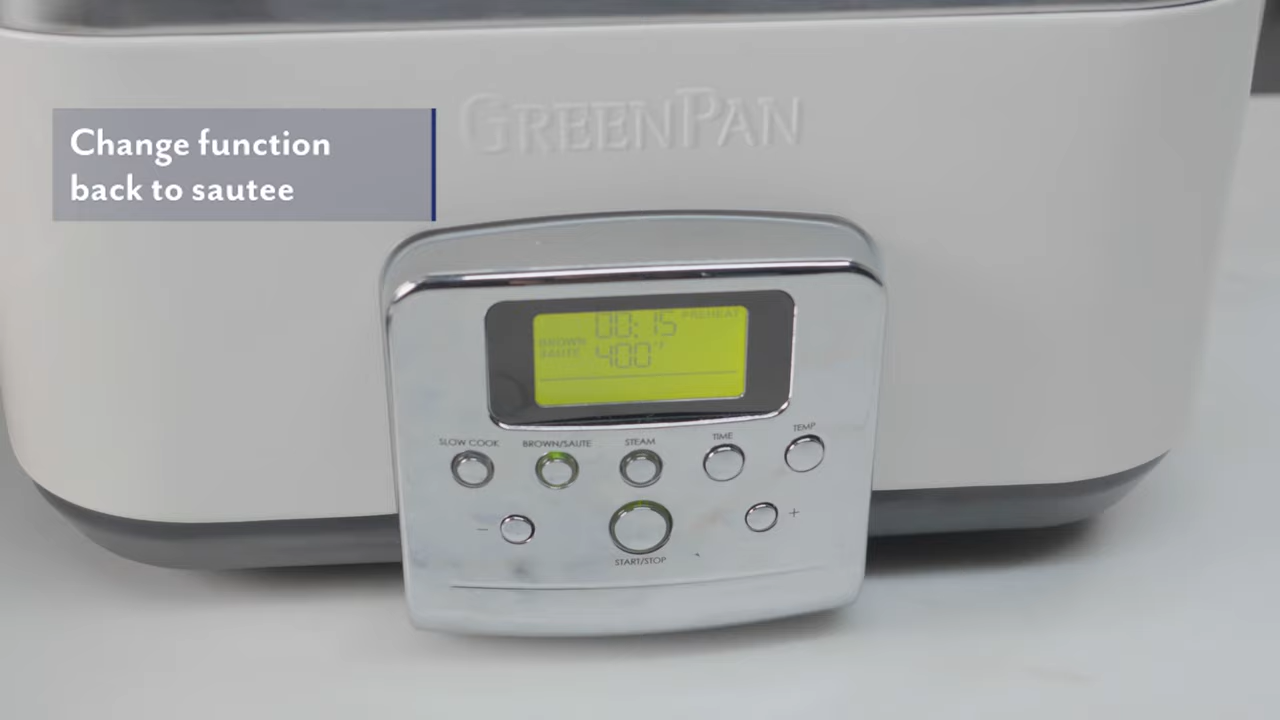 GREENPAN
Change function
back to sautee
00:15 PREHEAT
BROWN
SAUTE 400°F
SLOW COOK BROWN/SAUTE STEAM TIME TEMP
− +
START/STOP